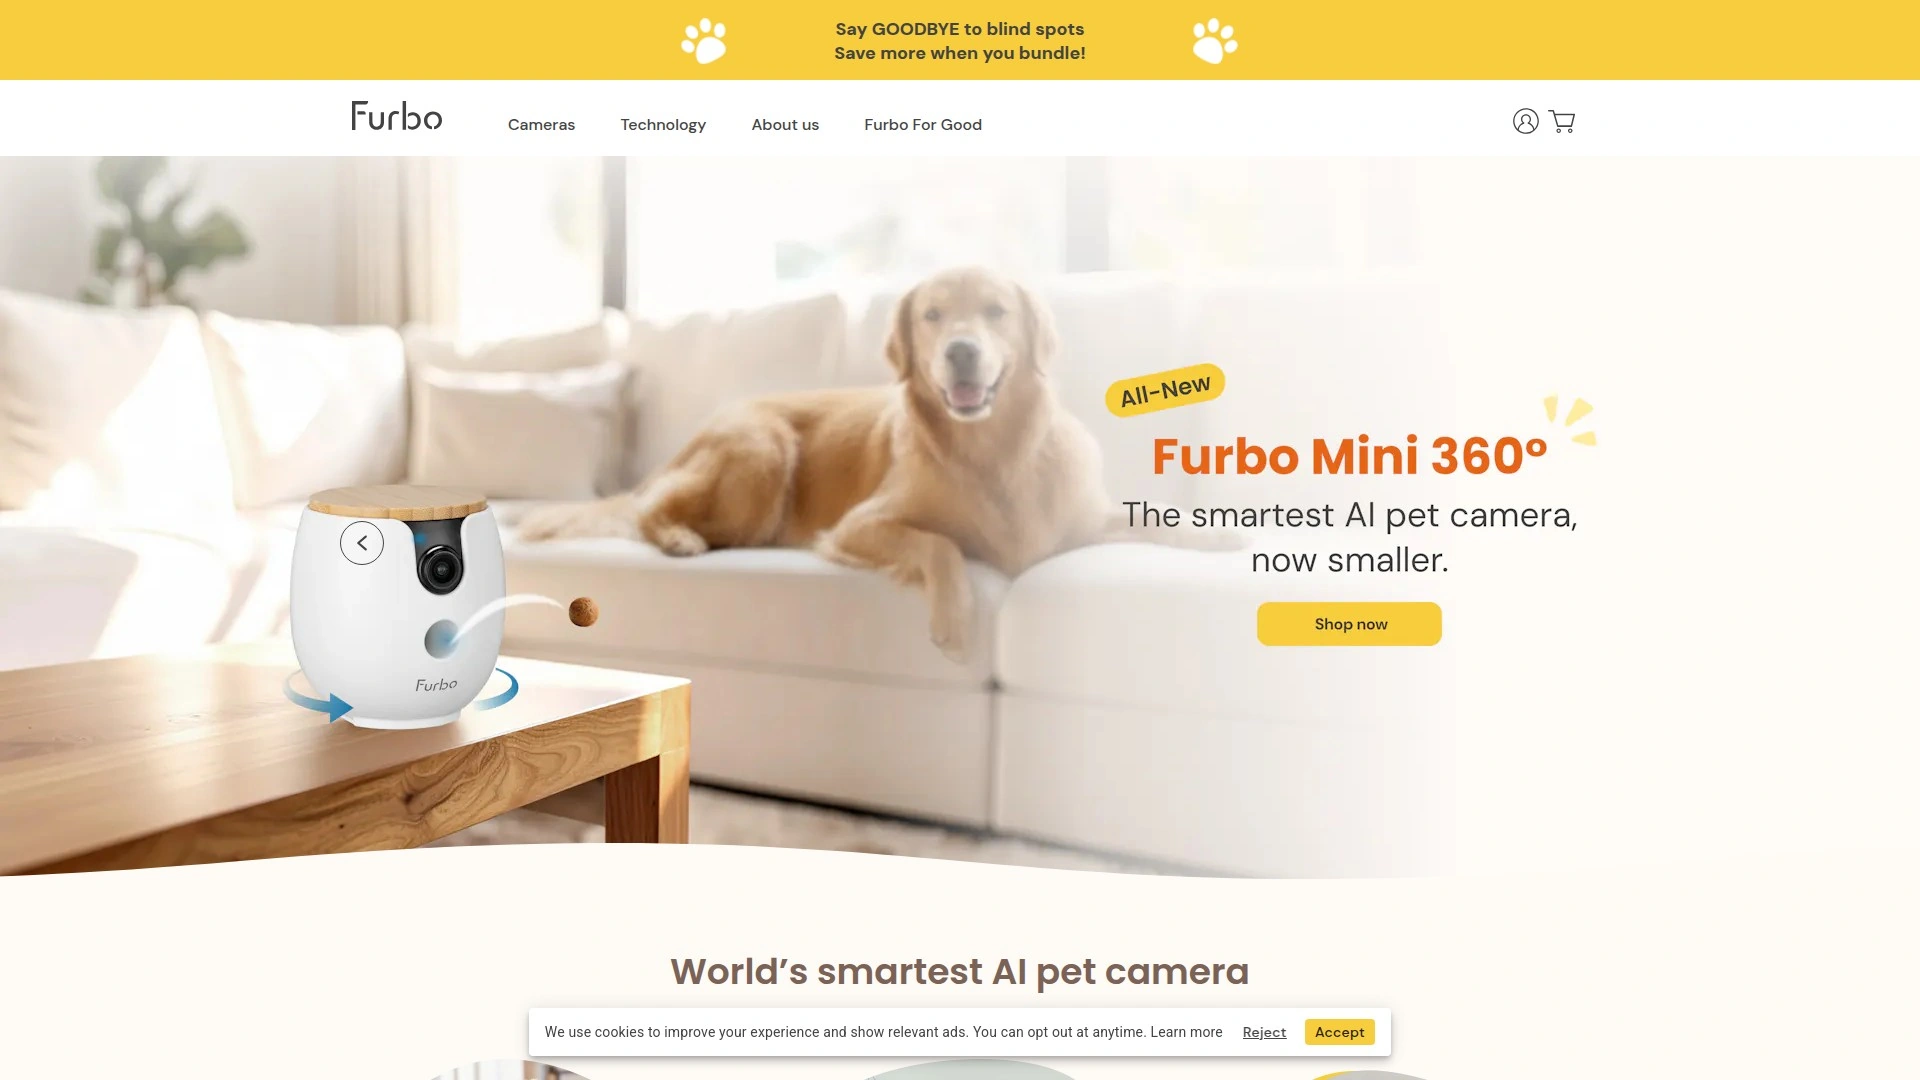 Say GOODBYE to blind spots
Save more when you bundle!
Furbo
Cameras
Technology
About us
Furbo For Good
All-New
Furbo Mini 360°
The smartest AI pet camera,
now smaller.
Shop now
Furbo
World’s smartest AI pet camera
We use cookies to improve your experience and show relevant ads. You can opt out at anytime. Learn more
Reject
Accept